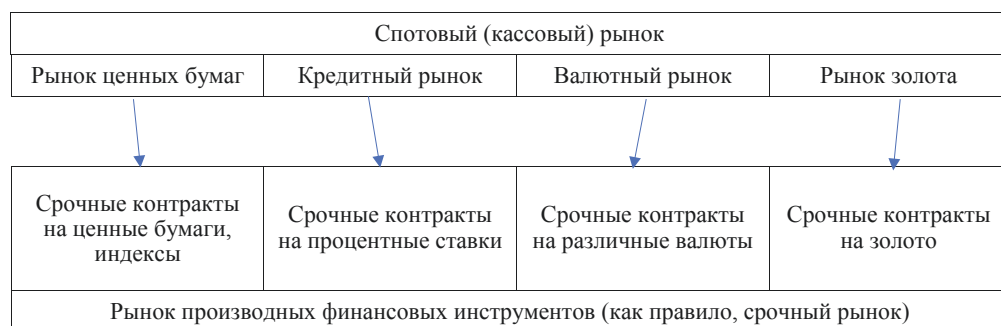 Спотовый (кассовый) рынок
Рынок ценных бумаг
Кредитный рынок
Валютный рынок
Рынок золота
Срочные контракты
на ценные бумаги,
индексы
Срочные контракты
на процентные ставки
Срочные контракты
на различные валюты
Срочные контракты
на золото
Рынок производных финансовых инструментов (как правило, срочный рынок)